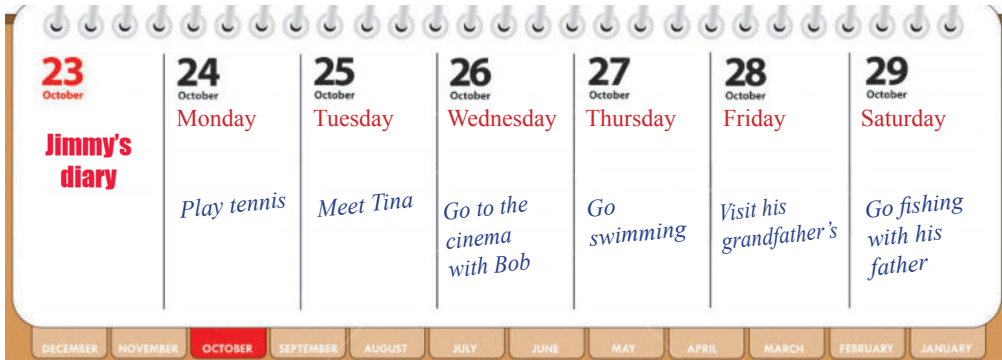 23
October
Jimmy's
diary
24
October
Monday
Play tennis
25
October
Tuesday
Meet Tina
26
October
Wednesday
Go to the
cinema
with Bob
27
October
Thursday
Go
swimming
28
October
Friday
Visit his
grandfather's
29
October
Saturday
Go fishing
with his
father
DECEMBER NOVEMBER OCTOBER SEPTEMBER AUGUST JULY JUNE MAY APRIL MARCH FEBRUARY JANUARY